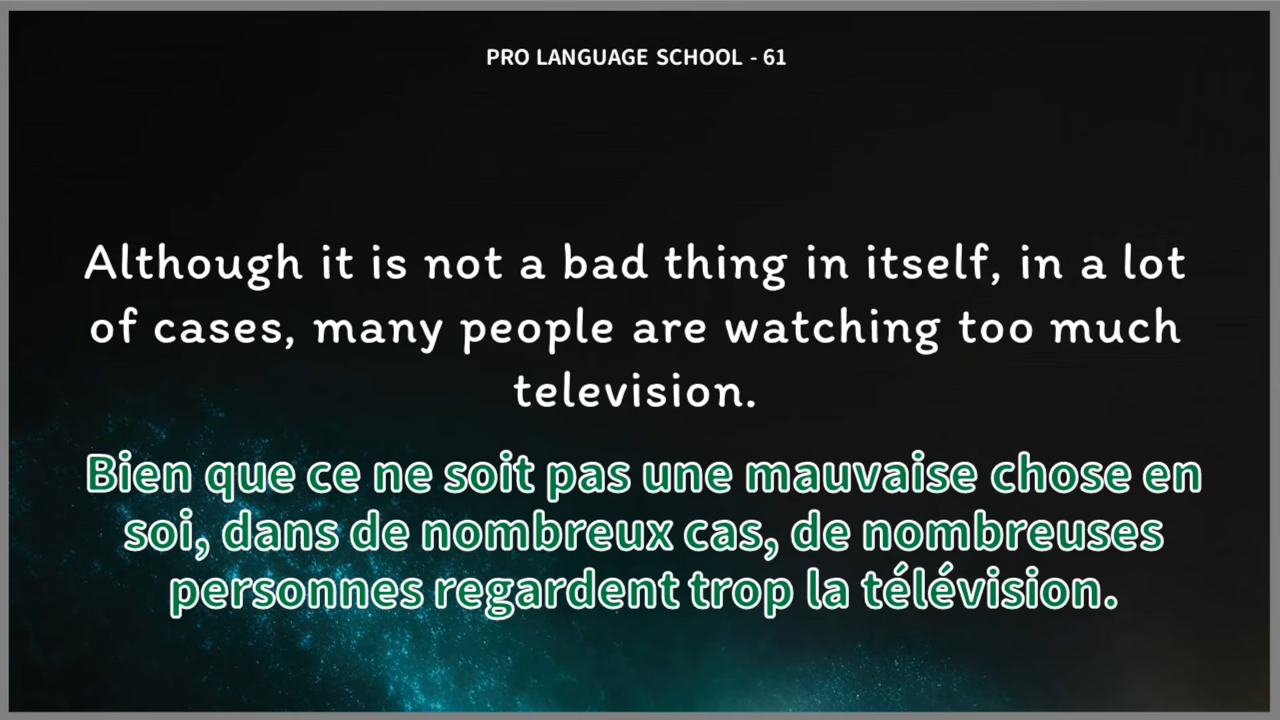 PRO LANGUAGE SCHOOL - 61
Although it is not a bad thing in itself, in a lot
of cases, many people are watching too much
television.
Bien que ce ne soit pas une mauvaise chose en
soi, dans de nombreux cas, de nombreuses
personnes regardent trop la télévision.